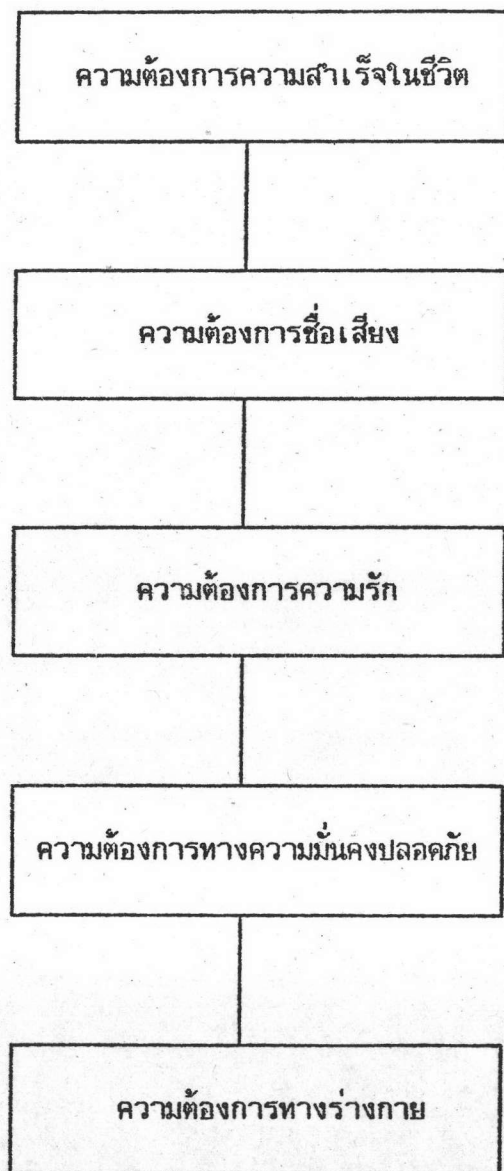 ความต้องการความสำเร็จในชีวิต
ความต้องการชื่อเสียง
ความต้องการความรัก
ความต้องการทางความมั่นคงปลอดภัย
ความต้องการทางร่างกาย